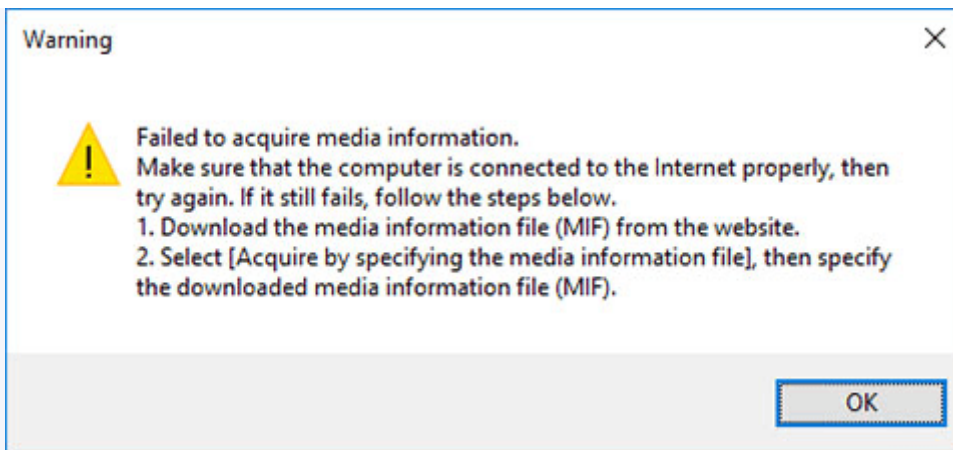 Warning
Failed to acquire media information.
Make sure that the computer is connected to the Internet properly, then
try again. If it still fails, follow the steps below.
1. Download the media information file (MIF) from the website.
2. Select [Acquire by specifying the media information file], then specify
the downloaded media information file (MIF).
OK